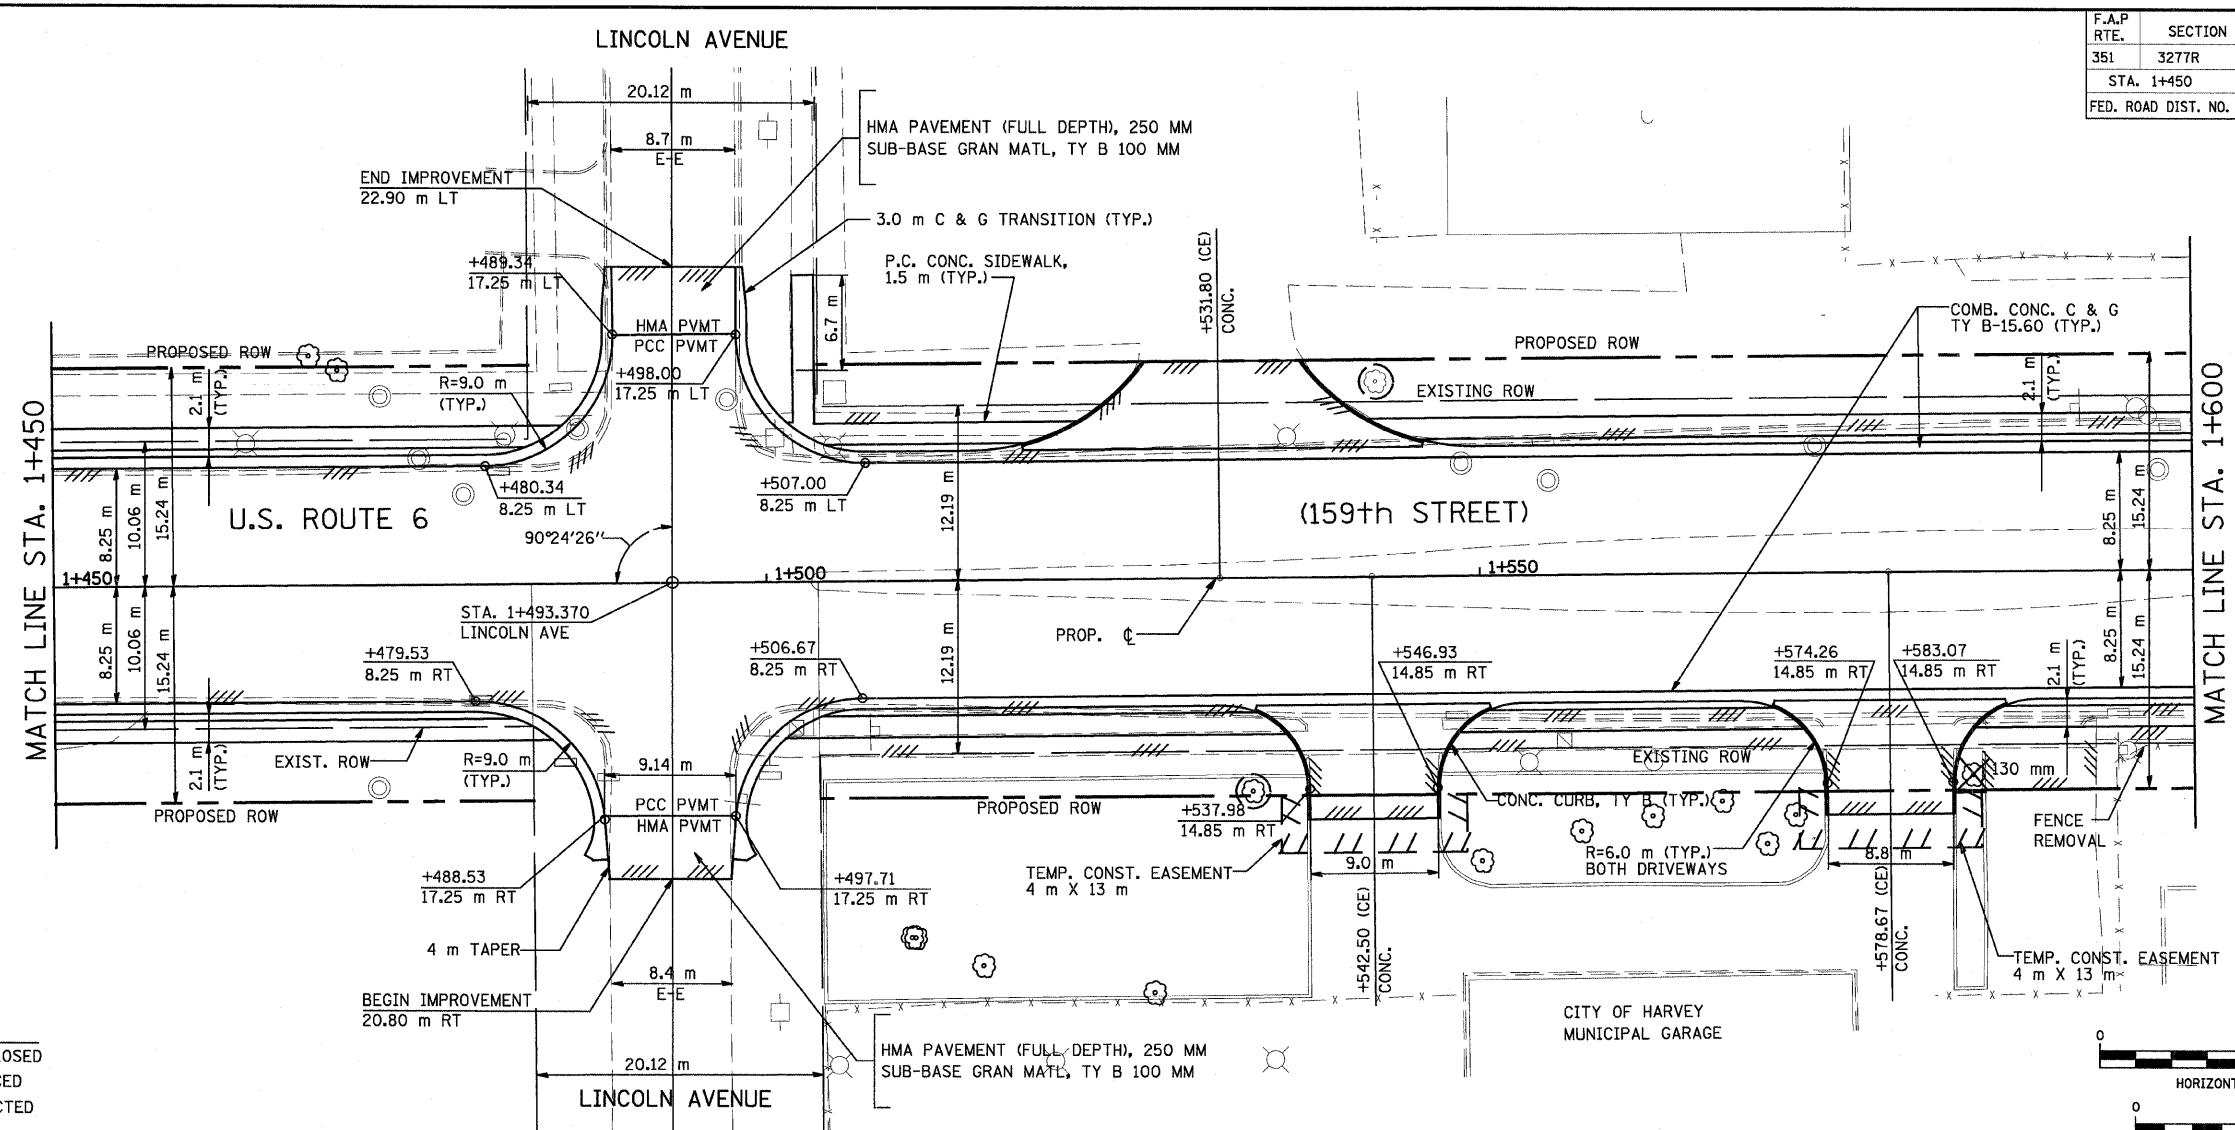 LINCOLN AVENUE
F.A.P RTE.
SECTION
351
3277R
STA. 1+450
FED. ROAD DIST. NO.
20.12 m
8.7 m
E-E
HMA PAVEMENT (FULL DEPTH), 250 MM
SUB-BASE GRAN MATL, TY B 100 MM
END IMPROVEMENT
22.90 m LT
3.0 m C & G TRANSITION (TYP.)
P.C. CONC. SIDEWALK,
1.5 m (TYP.)
+489.34
17.25 m LT
6.7 m
+531.80 (CE)
CONC.
COMB. CONC. C & G
TY B-15.60 (TYP.)
HMA PVMT
PCC PVMT
PROPOSED ROW
PROPOSED ROW
+498.00
17.25 m LT
R=9.0 m
(TYP.)
2.1 m
(TYP.)
EXISTING ROW
2.1 m
(TYP.)
MATCH LINE STA. 1+450
MATCH LINE STA. 1+600
+480.34
8.25 m LT
+507.00
8.25 m LT
U.S. ROUTE 6
(159th STREET)
8.25 m
10.06 m
15.24 m
12.19 m
8.25 m
15.24 m
90°24'26"
1+450
1+500
1+550
STA. 1+493.370
LINCOLN AVE
PROP. ℄
8.25 m
10.06 m
15.24 m
12.19 m
8.25 m
15.24 m
+479.53
8.25 m RT
+506.67
8.25 m RT
+546.93
14.85 m RT
+574.26
14.85 m RT
+583.07
14.85 m RT
2.1 m
(TYP.)
2.1 m
(TYP.)
EXIST. ROW
R=9.0 m
(TYP.)
9.14 m
EXISTING ROW
130 mm
PCC PVMT
HMA PVMT
PROPOSED ROW
PROPOSED ROW
+537.98
14.85 m RT
CONC. CURB, TY B (TYP.)
FENCE
REMOVAL
R=6.0 m (TYP.)
BOTH DRIVEWAYS
9.0 m
8.8 m
+488.53
17.25 m RT
+497.71
17.25 m RT
TEMP. CONST. EASEMENT
4 m X 13 m
+542.50 (CE)
CONC.
+578.67 (CE)
CONC.
4 m TAPER
8.4 m
E-E
TEMP. CONST. EASEMENT
4 m X 13 m
BEGIN IMPROVEMENT
20.80 m RT
CITY OF HARVEY
MUNICIPAL GARAGE
HMA PAVEMENT (FULL DEPTH), 250 MM
SUB-BASE GRAN MATL, TY B 100 MM
20.12 m
LINCOLN AVENUE
OSED
CED
CTED
0
HORIZONT
0